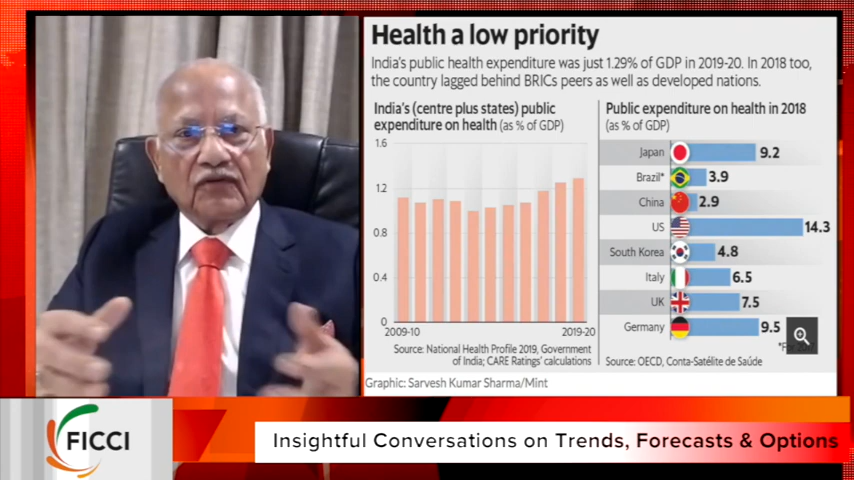 Health a low priority
India's public health expenditure was just 1.29% of GDP in 2019-20. In 2018 too,
the country lagged behind BRICs peers as well as developed nations.
India's (centre plus states) public
expenditure on health (as % of GDP)
1.6
1.2
0.8
0.4
0
2009-10
2019-20
Source: National Health Profile 2019, Government
of India; CARE Ratings' calculations
Public expenditure on health in 2018
(as % of GDP)
Japan 9.2
Brazil* 3.9
China 2.9
US 14.3
South Korea 4.8
Italy 6.5
UK 7.5
Germany 9.5
Source: OECD, Conta-Satélite de Saúde
Graphic: Sarvesh Kumar Sharma/Mint
FICCI
Insightful Conversations on Trends, Forecasts & Options